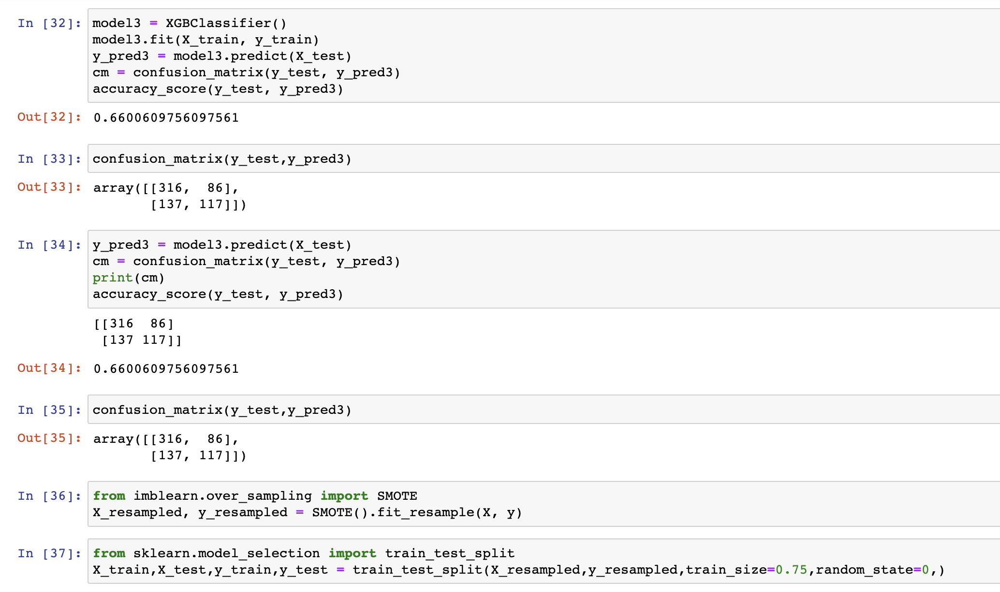 In [32]: model3 = XGBClassifier()
model3.fit(X_train, y_train)
y_pred3 = model3.predict(X_test)
cm = confusion_matrix(y_test, y_pred3)
accuracy_score(y_test, y_pred3)
Out[32]: 0.6600609756097561
In [33]: confusion_matrix(y_test,y_pred3)
Out[33]: array([[316,  86],
[137, 117]])
In [34]: y_pred3 = model3.predict(X_test)
cm = confusion_matrix(y_test, y_pred3)
print(cm)
accuracy_score(y_test, y_pred3)
[[316  86]
[137 117]]
Out[34]: 0.6600609756097561
In [35]: confusion_matrix(y_test,y_pred3)
Out[35]: array([[316,  86],
[137, 117]])
In [36]: from imblearn.over_sampling import SMOTE
X_resampled, y_resampled = SMOTE().fit_resample(X, y)
In [37]: from sklearn.model_selection import train_test_split
X_train,X_test,y_train,y_test = train_test_split(X_resampled,y_resampled,train_size=0.75,random_state=0,)